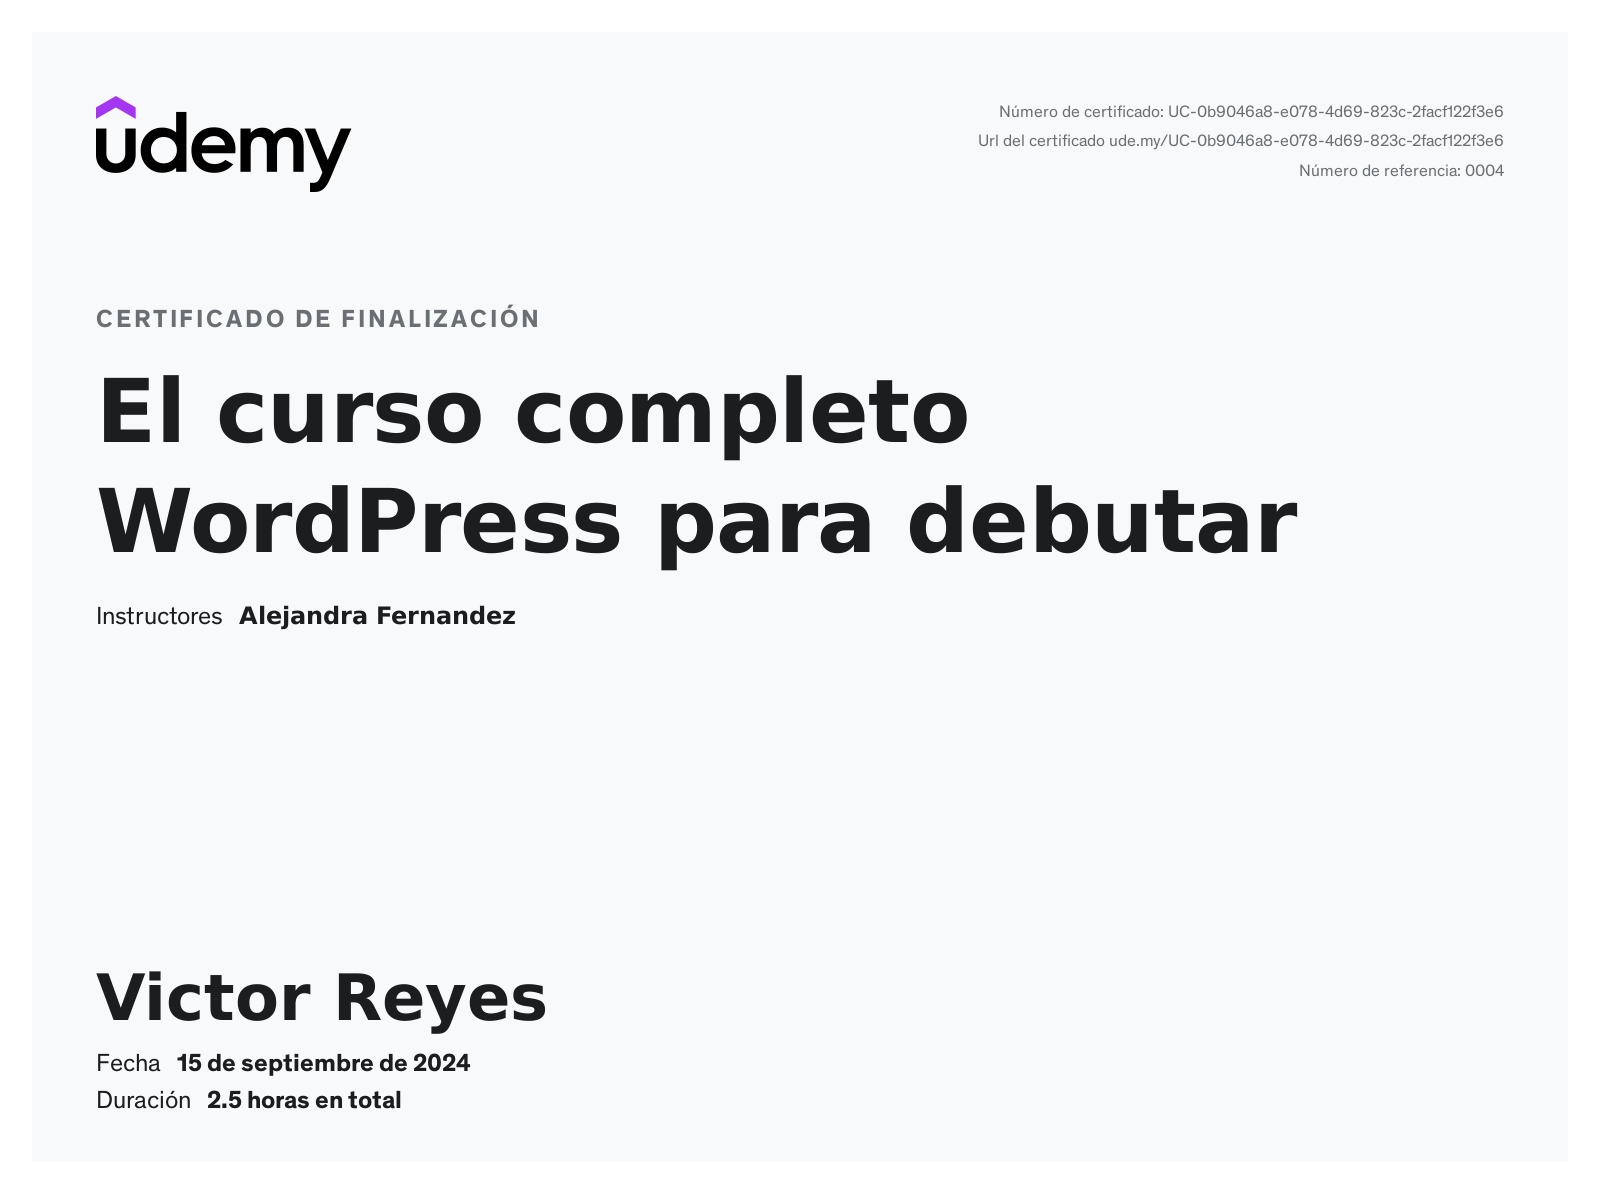 udemy
Número de certificado: UC-0b9046a8-e078-4d69-823c-2facf122f3e6
Url del certificado ude.my/UC-0b9046a8-e078-4d69-823c-2facf122f3e6
Número de referencia: 0004
CERTIFICADO DE FINALIZACIÓN
El curso completo
WordPress para debutar
Instructores Alejandra Fernandez
Victor Reyes
Fecha 15 de septiembre de 2024
Duración 2.5 horas en total